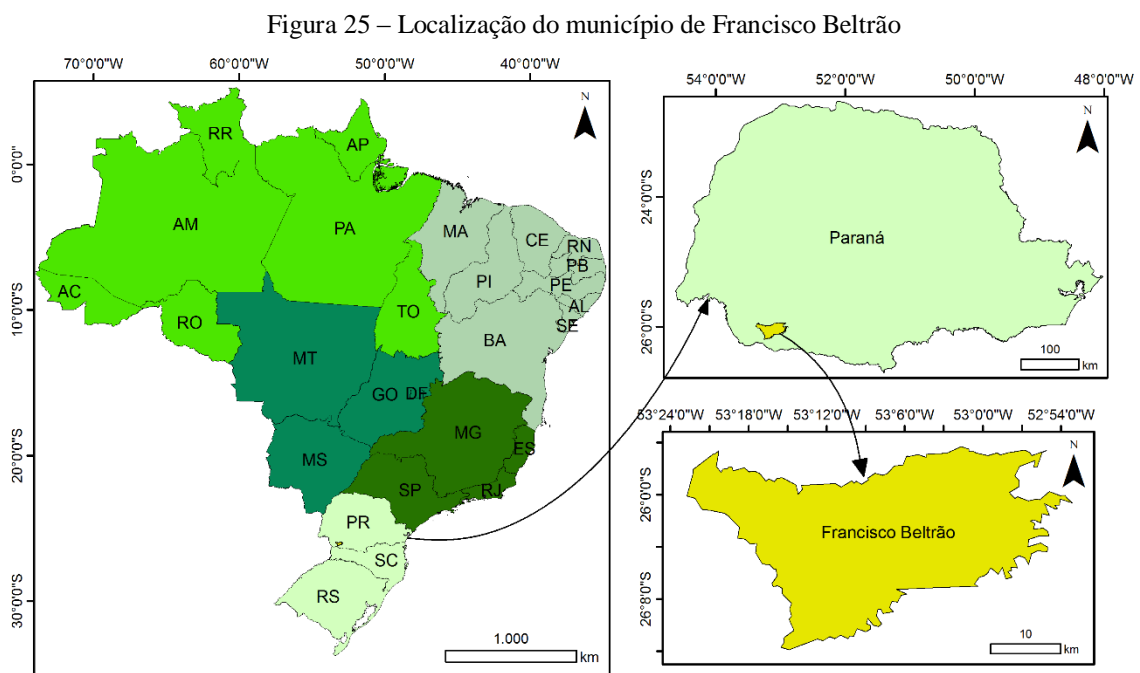 Figura 25 – Localização do município de Francisco Beltrão
70°0'0"W 60°0'0"W 50°0'0"W 40°0'0"W
0°0'0"
10°0'0"S
20°0'0"S
30°0'0"S
N
RR
AP
AM
PA
MA
CE
RN
PB
PE
PI
AL
SE
AC
TO
RO
BA
MT
GO
DF
MG
ES
MS
SP
RJ
PR
SC
RS
1.000
km
54°0'0"W 52°0'0"W 50°0'0"W 48°0'0"W
24°0'0"S
26°0'0"S
N
Paraná
100
km
53°24'0"W 53°18'0"W 53°12'0"W 53°6'0"W 53°0'0"W 52°54'0"W
26°0'0"S
26°8'0"S
N
Francisco Beltrão
10
km